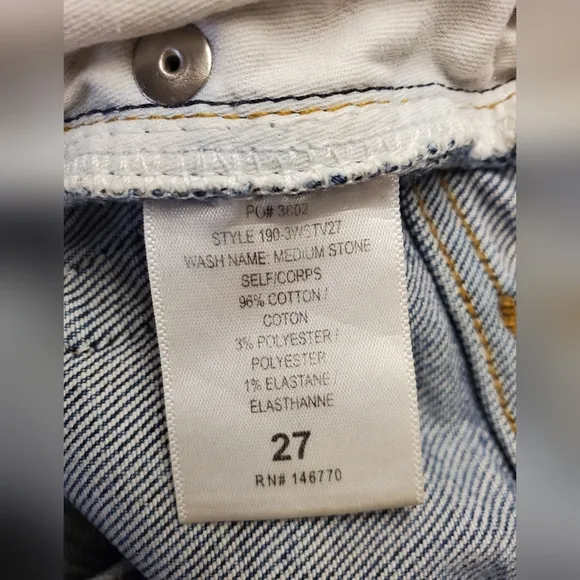 PO# 3602
STYLE 190-3WSTV27
WASH NAME: MEDIUM STONE
SELF/CORPS
96% COTTON /
COTON
3% POLYESTER /
POLYESTER
1% ELASTANE /
ELASTHANNE
27
RN# 146770